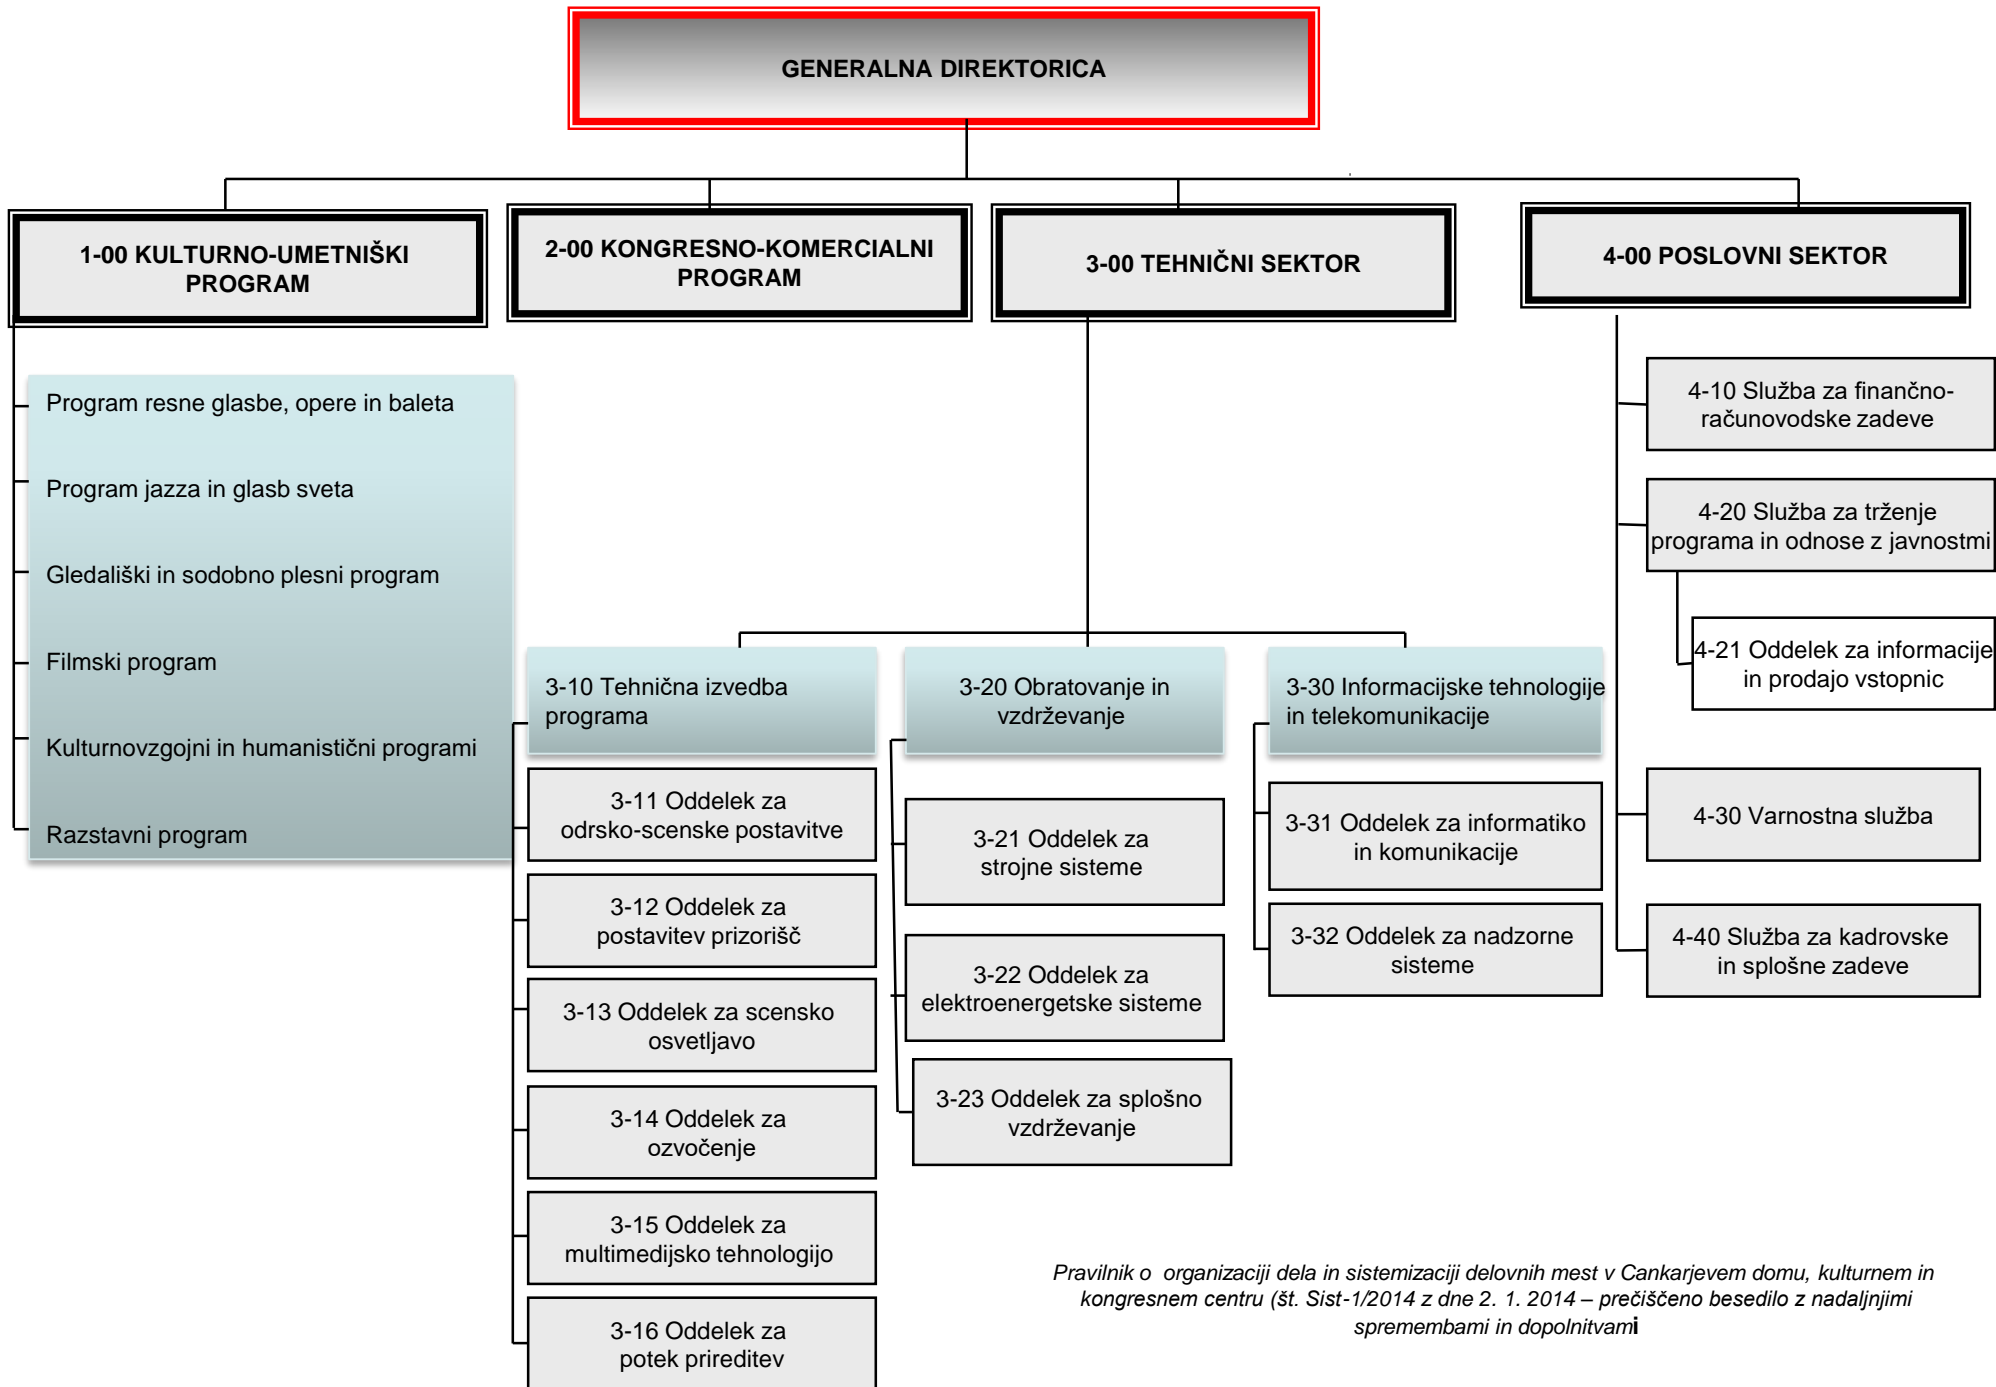 GENERALNA DIREKTORICA
1-00 KULTURNO-UMETNIŠKI
PROGRAM
2-00 KONGRESNO-KOMERCIALNI
PROGRAM
3-00 TEHNIČNI SEKTOR
4-00 POSLOVNI SEKTOR
Program resne glasbe, opere in baleta
Program jazza in glasb sveta
Gledališki in sodobno plesni program
Filmski program
Kulturnovzgojni in humanistični programi
Razstavni program
3-10 Tehnična izvedba
programa
3-11 Oddelek za
odrsko-scenske postavitve
3-12 Oddelek za
postavitev prizorišč
3-13 Oddelek za scensko
osvetljavo
3-14 Oddelek za
ozvočenje
3-15 Oddelek za
multimedijsko tehnologijo
3-16 Oddelek za
potek prireditev
3-20 Obratovanje in
vzdrževanje
3-21 Oddelek za
strojne sisteme
3-22 Oddelek za
elektroenergetske sisteme
3-23 Oddelek za splošno
vzdrževanje
3-30 Informacijske tehnologije
in telekomunikacije
3-31 Oddelek za informatiko
in komunikacije
3-32 Oddelek za nadzorne
sisteme
4-10 Služba za finančno-
računovodske zadeve
4-20 Služba za trženje
programa in odnose z javnostmi
4-21 Oddelek za informacije
in prodajo vstopnic
4-30 Varnostna služba
4-40 Služba za kadrovske
in splošne zadeve
Pravilnik o organizaciji dela in sistemizaciji delovnih mest v Cankarjevem domu, kulturnem in
kongresnem centru (št. Sist-1/2014 z dne 2. 1. 2014 – prečiščeno besedilo z nadaljnjimi
spremembami in dopolnitvami